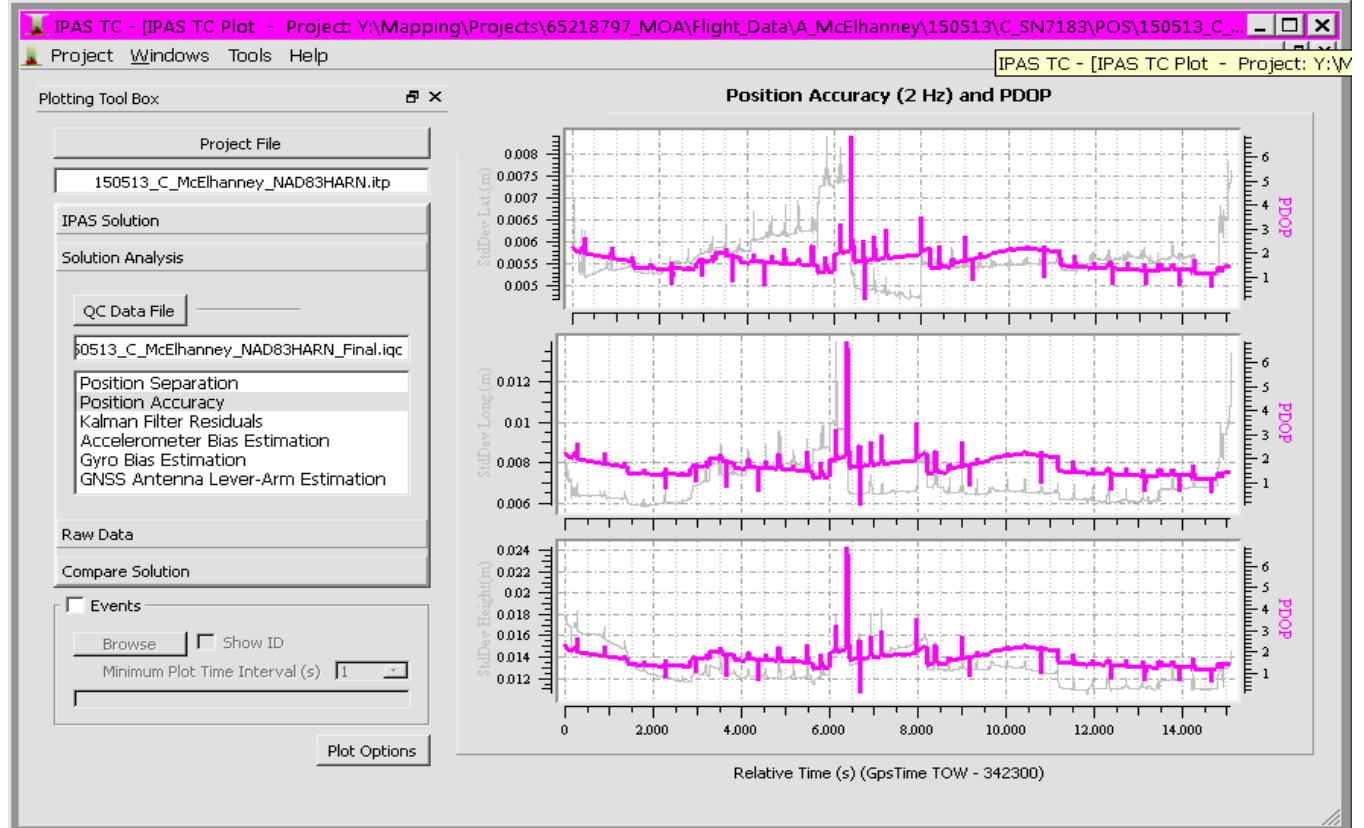 IPAS TC - [IPAS TC Plot - Project: Y:\Mapping\Projects\65218797_MOA\Flight_Data\A_McElhanney\150513\C_SN7183\POS\150513_C_...
Project Windows Tools Help
IPAS TC - [IPAS TC Plot - Project: Y:\M
Plotting Tool Box
Project File
150513_C_McElhanney_NAD83HARN.itp
IPAS Solution
Solution Analysis
QC Data File
50513_C_McElhanney_NAD83HARN_Final.iqc
Position Separation
Position Accuracy
Kalman Filter Residuals
Accelerometer Bias Estimation
Gyro Bias Estimation
GNSS Antenna Lever-Arm Estimation
Raw Data
Compare Solution
Events
Browse
Show ID
Minimum Plot Time Interval (s) 1
Plot Options
Position Accuracy (2 Hz) and PDOP
StdDev Lat.(m)
0.008
0.0075
0.007
0.0065
0.006
0.0055
0.005
6
5
4
3
2
1
PDOP
StdDev Long.(m)
0.012
0.01
0.008
0.006
6
5
4
3
2
1
PDOP
StdDev Height(m)
0.024
0.022
0.02
0.018
0.016
0.014
0.012
6
5
4
3
2
1
PDOP
0 2.000 4.000 6.000 8.000 10.000 12.000 14.000
Relative Time (s) (GpsTime TOW - 342300)